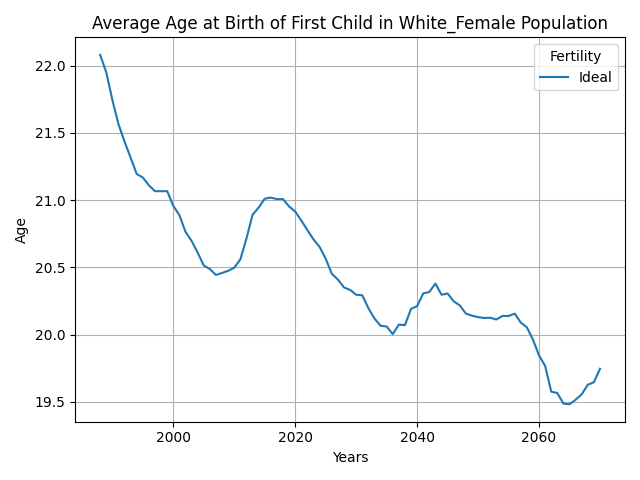 Average Age at Birth of First Child in White_Female Population
Fertility
Ideal
22.0
21.5
21.0
20.5
20.0
19.5
Age
2000
2020
2040
2060
Years